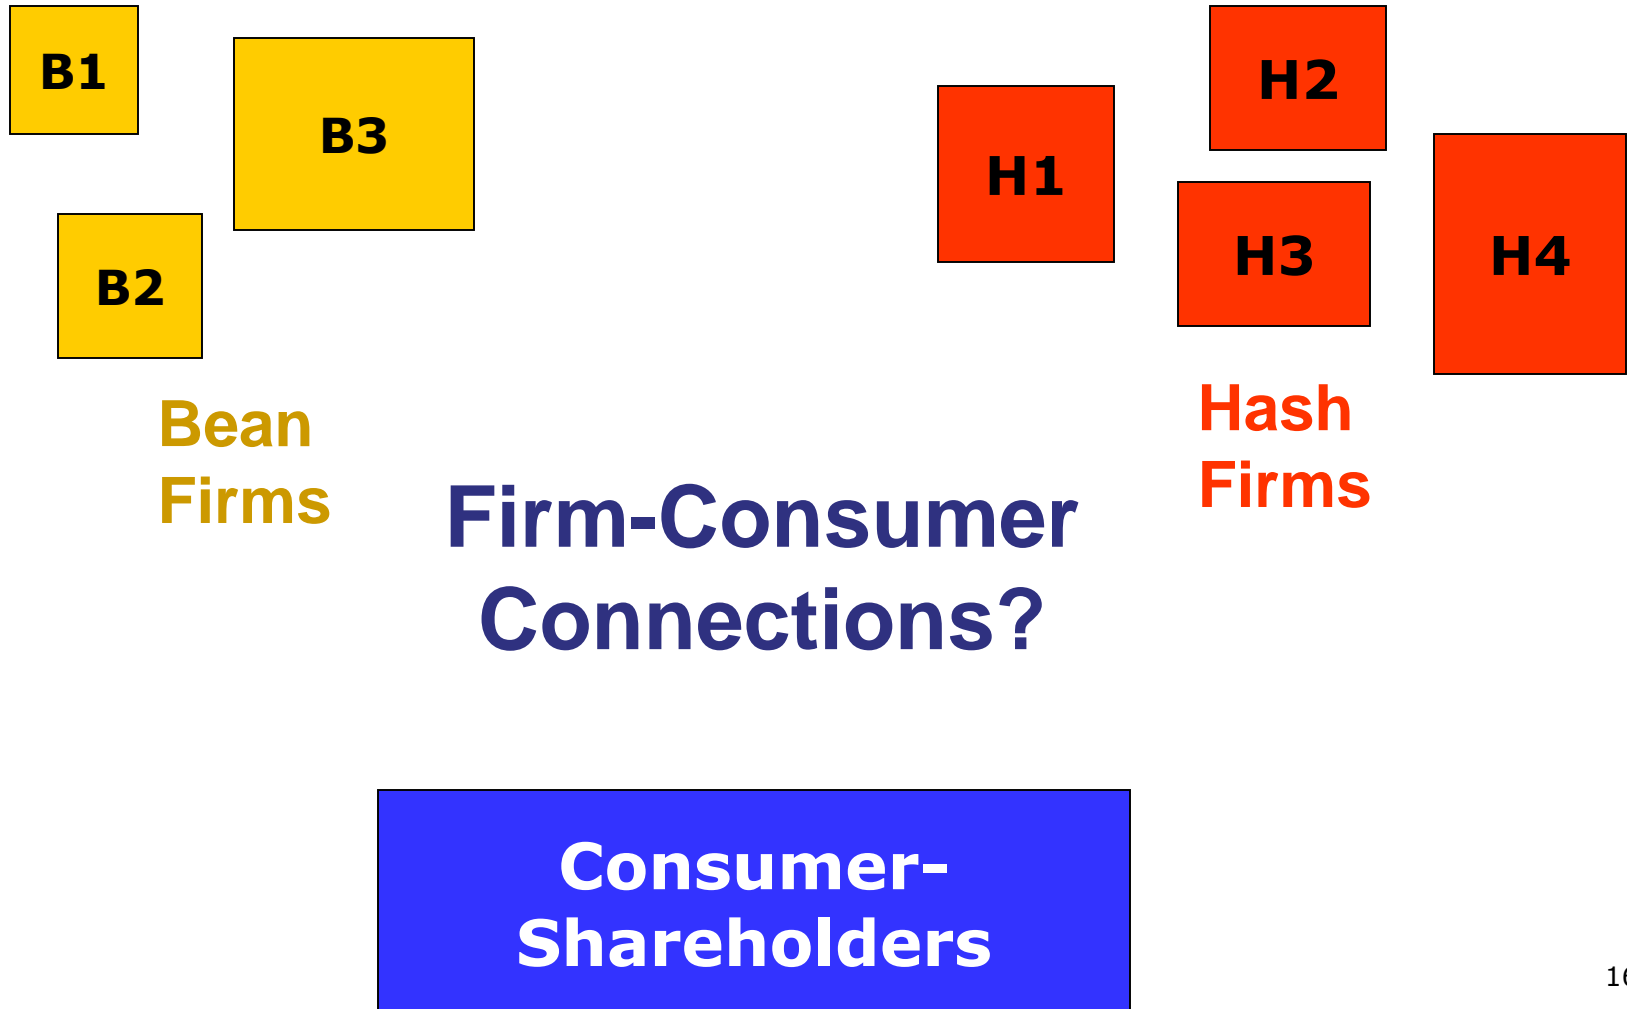 B1
B3
B2
H1
H2
H3
H4
Bean
Firms
Hash
Firms
Firm-Consumer
Connections?
Consumer-
Shareholders